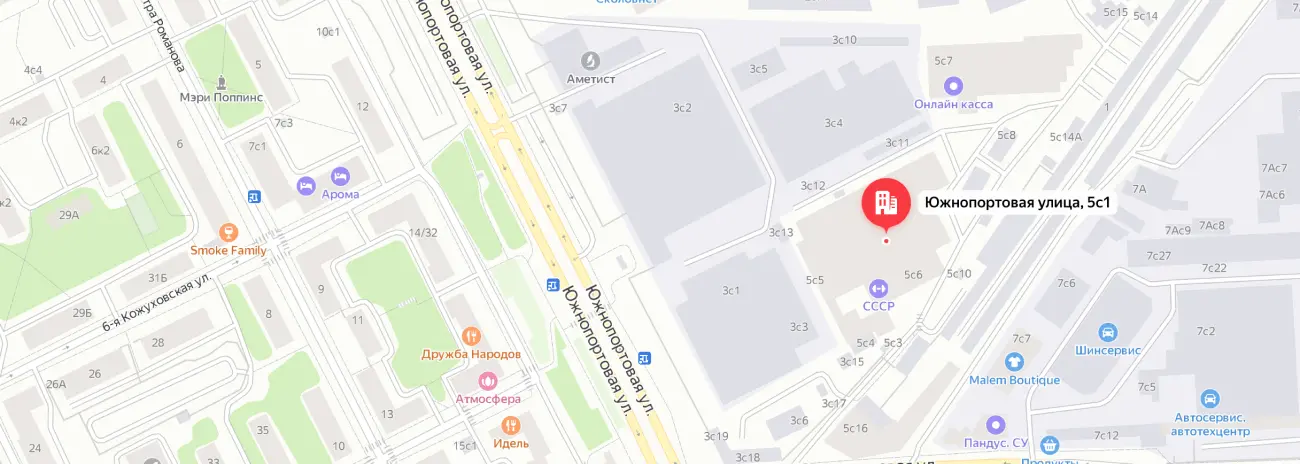 Сколовист
5с15
5с14
10с1
Южнопортовая ул.
Южнопортовая ул.
3с10
4с4
4
5
Мэри Поппинс
12
Аметист
3с5
5с7
Онлайн касса
3с7
3с2
1
4к2
7с3
3с4
5с8
5с14А
6к2
6
7с1
3с11
7Ас7
7А
7Ас6
Арома
3с12
Южнопортовая улица, 5с1
29А
Smoke Family
14/32
3с13
7Ас9
7Ас8
7с27
7с22
31Б
5с5
5с6
5с10
7с6
6-я Кожуховская ул.
3с1
СССР
29Б
8
11
Южнопортовая ул.
Южнопортовая ул.
3с3
7с2
28
9
Дружба Народов
5с4
5с3
7с7
Шинсервис
3с15
26А
26
Атмосфера
Malem Boutique
7с5
13
3с16
3с17
Автосервис,
автотехцентр
24
35
Идель
15с1
5с16
3с19
Пандус. СУ
7с12
3с18
33
Продукты